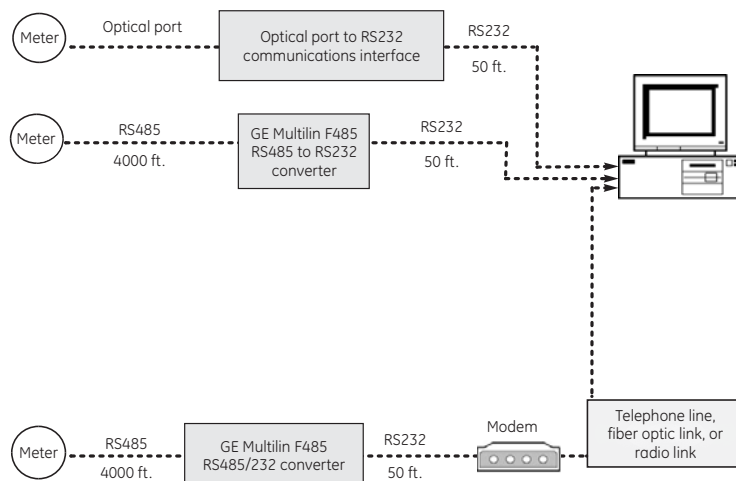 Meter
Optical port
Optical port to RS232
communications interface
RS232
50 ft.
Meter
RS485
4000 ft.
GE Multilin F485
RS485 to RS232
converter
RS232
50 ft.
Meter
RS485
4000 ft.
GE Multilin F485
RS485/232 converter
RS232
50 ft.
Modem
Telephone line,
fiber optic link, or
radio link